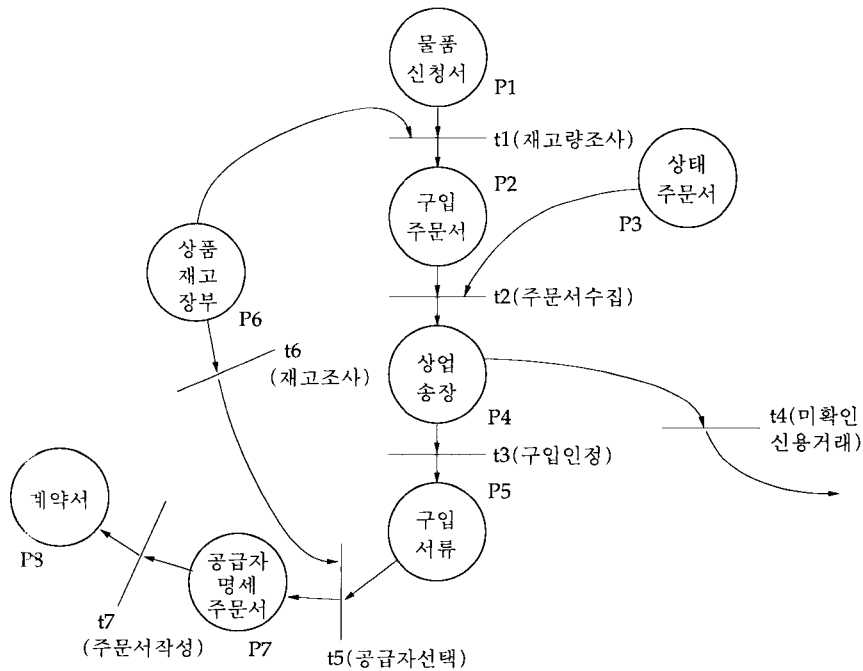 물품
신청서
P1
t1(재고량조사)
P2
구입
주문서
상태
주문서
P3
상품
재고
장부
P6
t2(주문서수집)
t6
(재고조사)
상업
송장
P4
t4(미확인
신용거래)
t3(구입인정)
P5
구입
서류
계약서
P8
공급자
명세
주문서
P7
t7
(주문서작성)
t5(공급자선택)